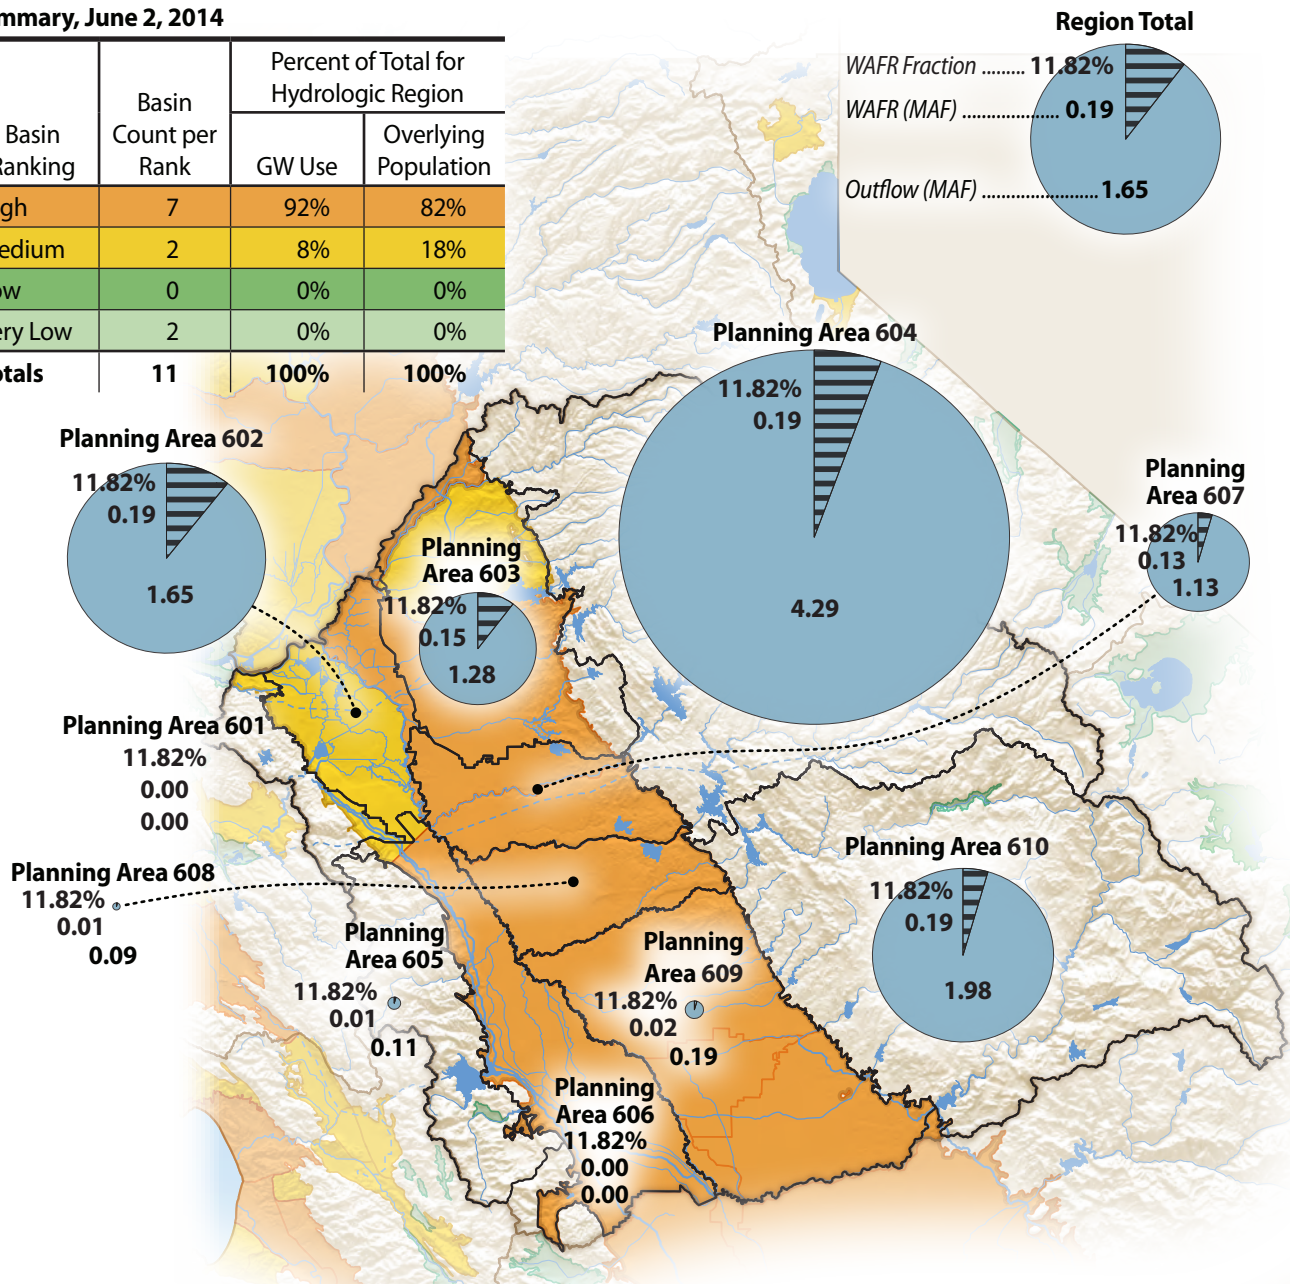 mmary, June 2, 2014
Basin
Ranking
Basin
Count per
Rank
Percent of Total for
Hydrologic Region
GW Use
Overlying
Population
gh 7 92% 82%
edium 2 8% 18%
ow 0 0% 0%
ery Low 2 0% 0%
otals 11 100% 100%
Region Total
WAFR Fraction ........ 11.82%
WAFR (MAF) .................... 0.19
Outflow (MAF) ........................ 1.65
Planning Area 604
11.82%
0.19
4.29
Planning Area 602
11.82%
0.19
1.65
Planning
Area 607
11.82%
0.13
1.13
Planning
Area 603
11.82%
0.15
1.28
Planning Area 601
11.82%
0.00
0.00
Planning Area 608
11.82%
0.01
0.09
Planning Area 610
11.82%
0.19
1.98
Planning
Area 605
11.82%
0.01
0.11
Planning
Area 609
11.82%
0.02
0.19
Planning
Area 606
11.82%
0.00
0.00